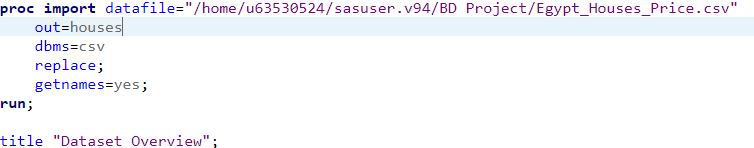 proc import datafile="/home/u63530524/sasuser.v94/BD Project/Egypt_Houses_Price.csv"
out=houses
dbms=csv
replace;
getnames=yes;
run;
title "Dataset Overview";